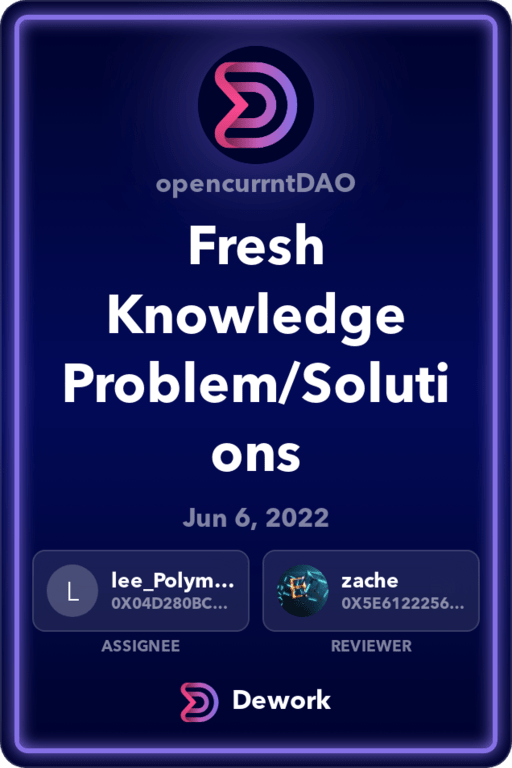 opencurrntDAO
Fresh
Knowledge
Problem/Soluti
ons
Jun 6, 2022
L
lee_Polym...
0X04D280BC...
zache
0X5E6122256...
ASSIGNEE
REVIEWER
Dework